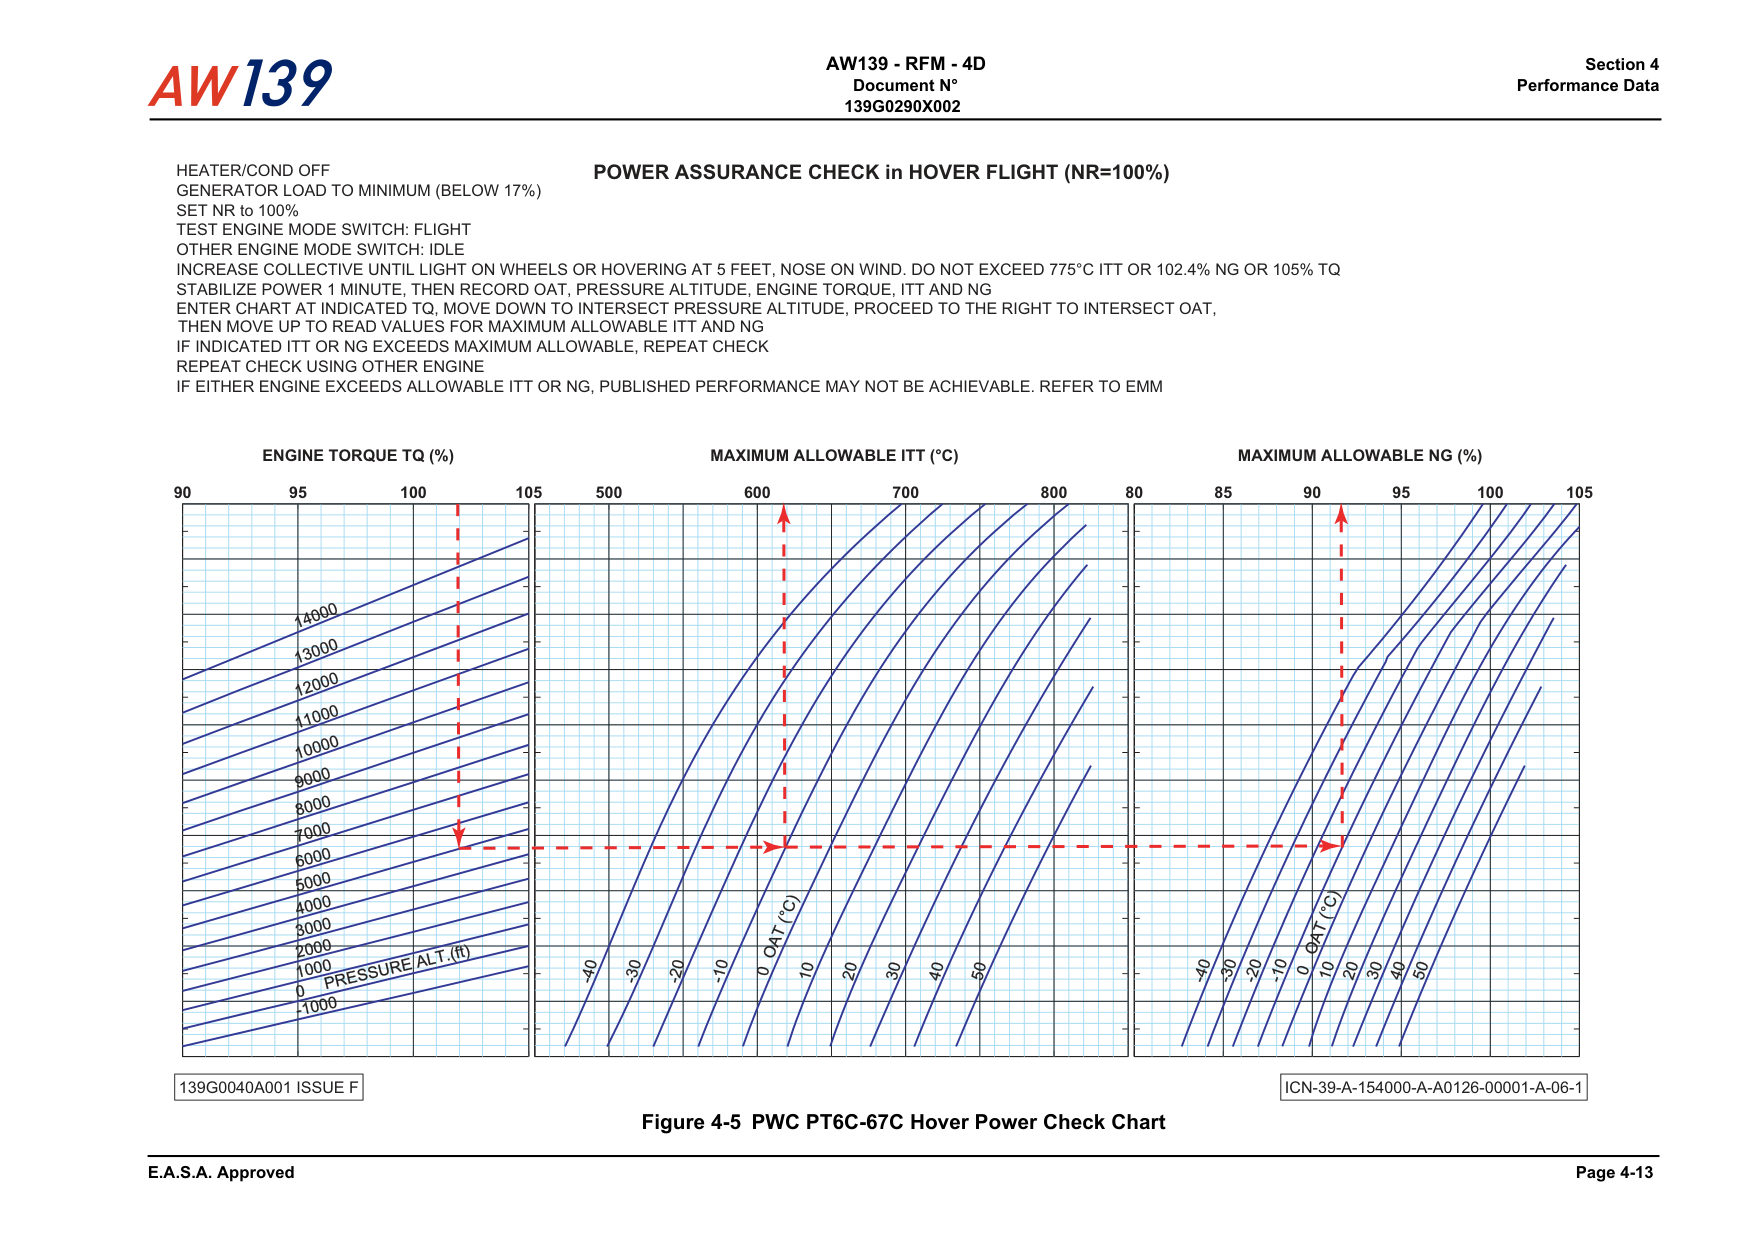 AW139
AW139 - RFM - 4D
Document N°
139G0290X002
Section 4
Performance Data
POWER ASSURANCE CHECK in HOVER FLIGHT (NR=100%)
HEATER/COND OFF
GENERATOR LOAD TO MINIMUM (BELOW 17%)
SET NR to 100%
TEST ENGINE MODE SWITCH: FLIGHT
OTHER ENGINE MODE SWITCH: IDLE
INCREASE COLLECTIVE UNTIL LIGHT ON WHEELS OR HOVERING AT 5 FEET, NOSE ON WIND. DO NOT EXCEED 775°C ITT OR 102.4% NG OR 105% TQ
STABILIZE POWER 1 MINUTE, THEN RECORD OAT, PRESSURE ALTITUDE, ENGINE TORQUE, ITT AND NG
ENTER CHART AT INDICATED TQ, MOVE DOWN TO INTERSECT PRESSURE ALTITUDE, PROCEED TO THE RIGHT TO INTERSECT OAT,
THEN MOVE UP TO READ VALUES FOR MAXIMUM ALLOWABLE ITT AND NG
IF INDICATED ITT OR NG EXCEEDS MAXIMUM ALLOWABLE, REPEAT CHECK
REPEAT CHECK USING OTHER ENGINE
IF EITHER ENGINE EXCEEDS ALLOWABLE ITT OR NG, PUBLISHED PERFORMANCE MAY NOT BE ACHIEVABLE. REFER TO EMM
ENGINE TORQUE TQ (%)
90 95 100 105
14000
13000
12000
11000
10000
9000
8000
7000
6000
5000
4000
3000
2000
1000
0
-1000
PRESSURE ALT.(ft)
MAXIMUM ALLOWABLE ITT (°C)
500 600 700 800
OAT (°C)
-40 -30 -20 -10 0 10 20 30 40 50
MAXIMUM ALLOWABLE NG (%)
80 85 90 95 100 105
OAT (°C)
-40 -30 -20 -10 0 10 20 30 40 50
139G0040A001 ISSUE F
ICN-39-A-154000-A-A0126-00001-A-06-1
Figure 4-5 PWC PT6C-67C Hover Power Check Chart
E.A.S.A. Approved
Page 4-13